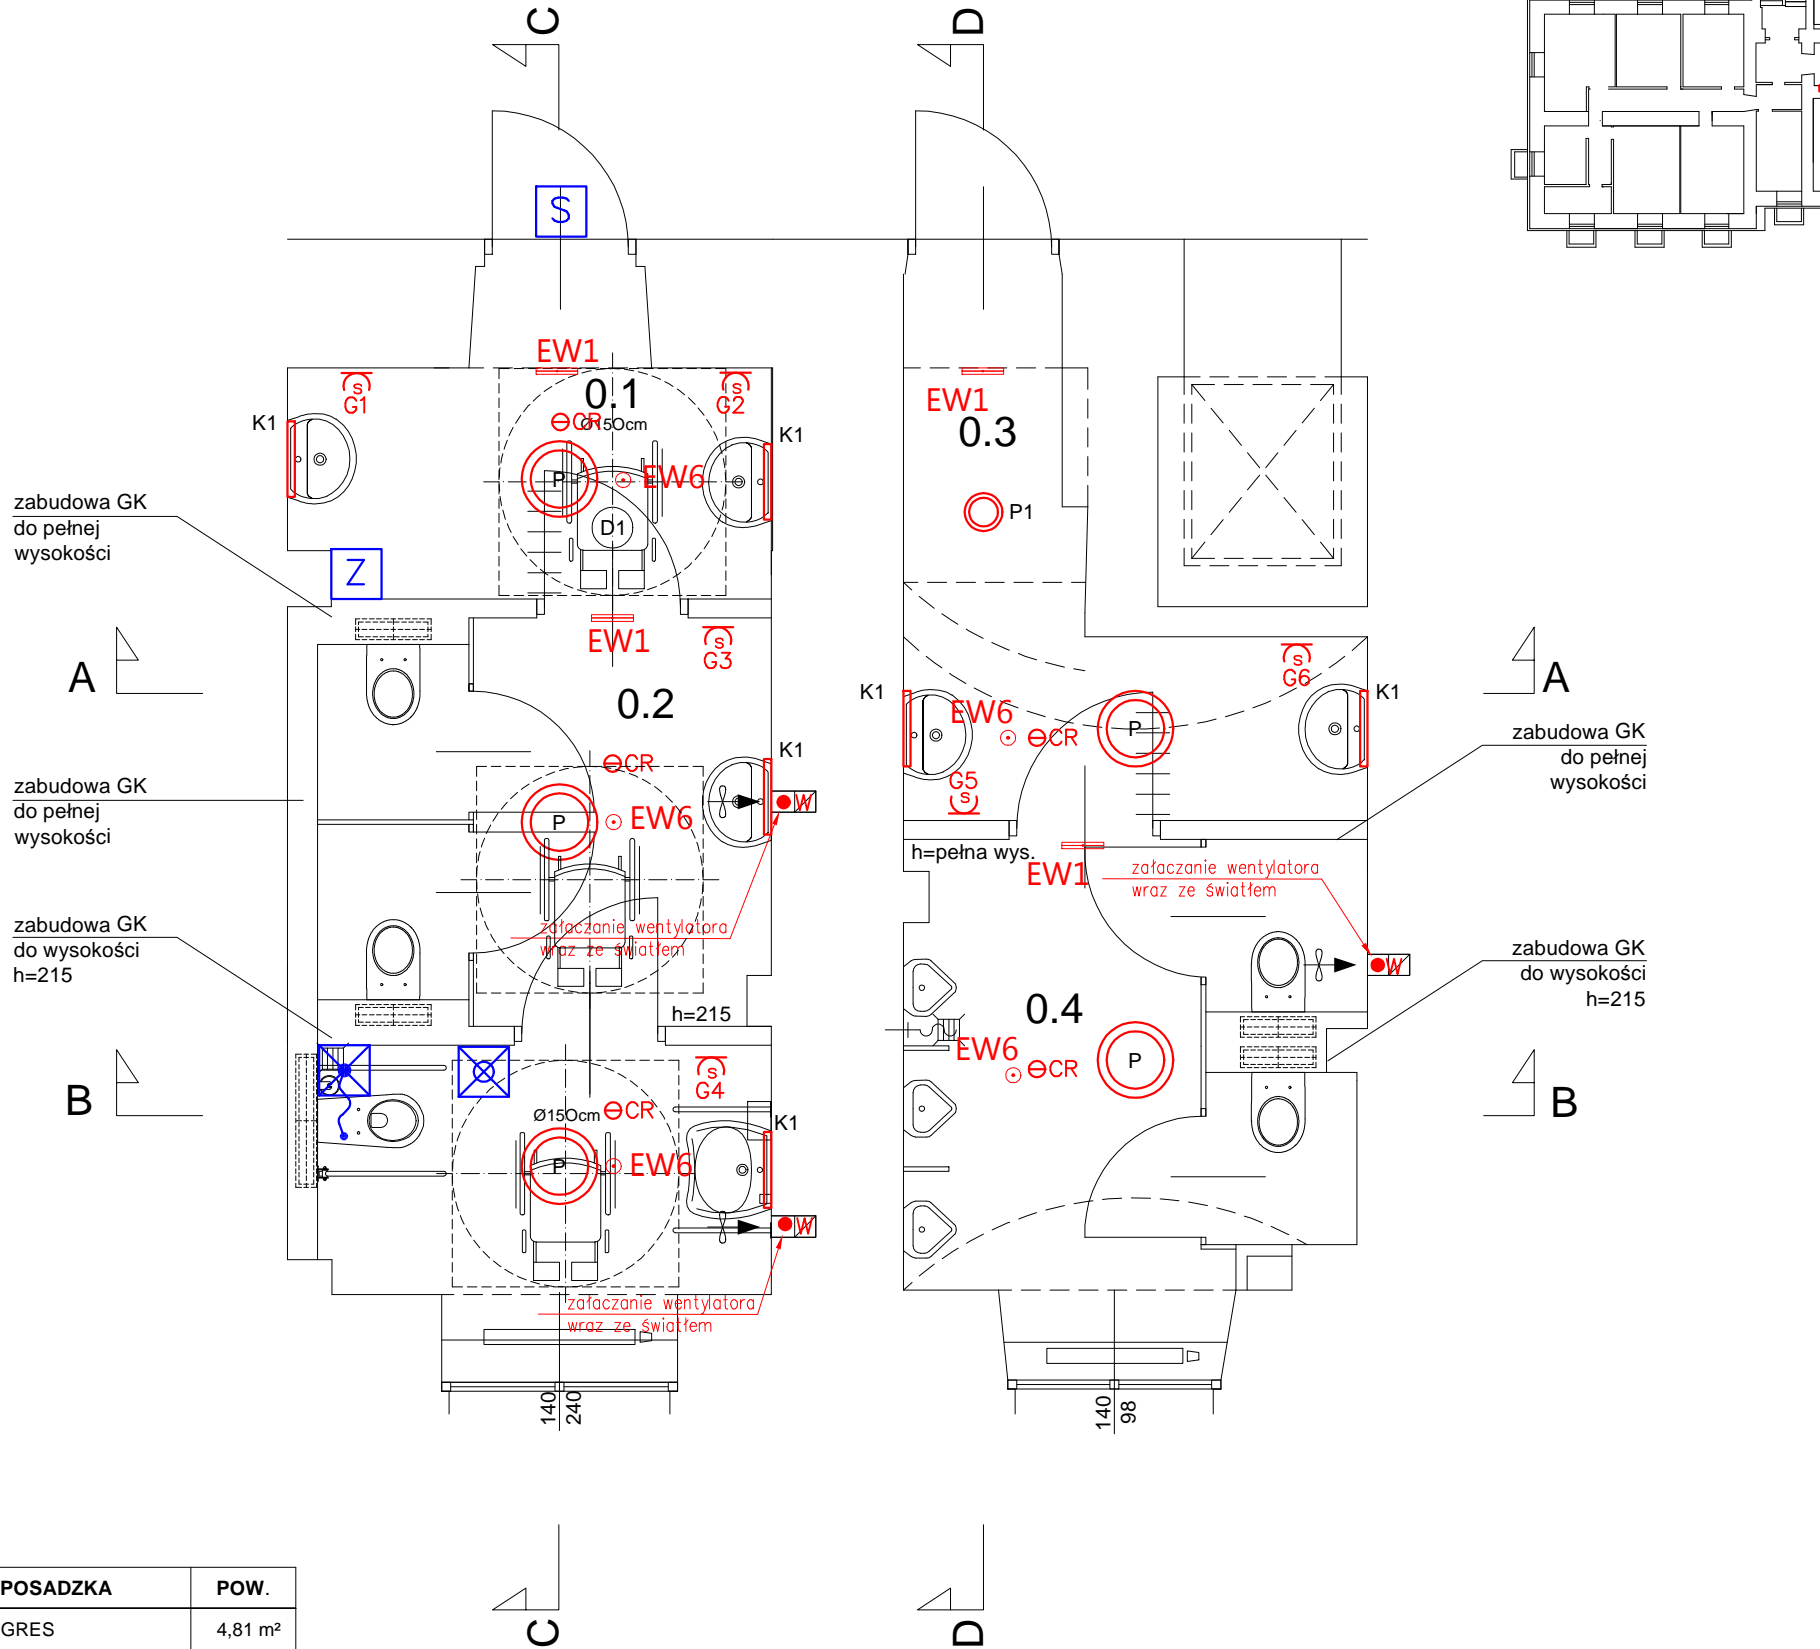 C
D
S
EW1
0.1
G1
G2
CR
Ø15Ocm
K1
K1
P
EW6
D1
EW1
0.3
P1
zabudowa GK
do pełnej
wysokości
Z
EW1
G3
A
0.2
K1
CR
P
EW6
W
zabudowa GK
do pełnej
wysokości
załaczanie wentylatora
wraz ze światłem
zabudowa GK
do wysokości
h=215
h=215
B
G4
Ø15Ocm
CR
K1
P
EW6
W
załaczanie wentylatora
wraz ze światłem
140
240
G6
K1
K1
A
EW6
CR
P
G5
zabudowa GK
do pełnej
wysokości
h=pełna wys.
EW1
załaczanie wentylatora
wraz ze światłem
W
zabudowa GK
do wysokości
h=215
0.4
EW6
CR
P
B
140
98
C
D
POSADZKA POW.
GRES 4,81 m²